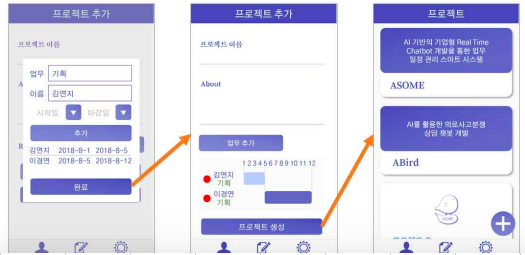 프로젝트 추가
프로젝트 이름
업무 기획
이름 김연지
시작일 마감일
추가
김연지 2018-8-1 2018-8-5
이경연 2018-8-5 2018-8-12
완료
프로젝트 추가
프로젝트 이름
About
업무 추가
1 2 3 4 5 6 7 8 9 10 11 12
김연지
기획
이경연
기획
프로젝트 생성
프로젝트
AI 기반의 기업형 Real Time
Chatbot 개발을 통한 업무
일정 관리 스마트 시스템
ASOME
AI를 활용한 의료사고분쟁
상담 챗봇 개발
ABird